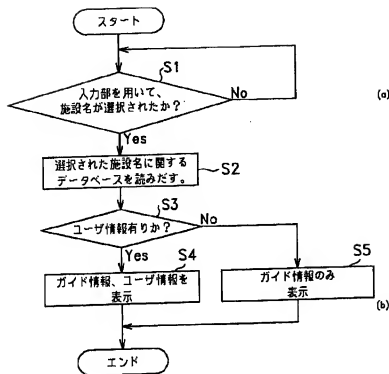 スタート
S1
入力部を用いて、
施設名が選択されたか?
No
(a)
Yes
選択された施設名に関する
データベースを読みだす。
S2
S3
ユーザ情報有りか?
No
Yes
S4
ガイド情報、ユーザ情報を
表示
S5
ガイド情報のみ
表示
(b)
エンド